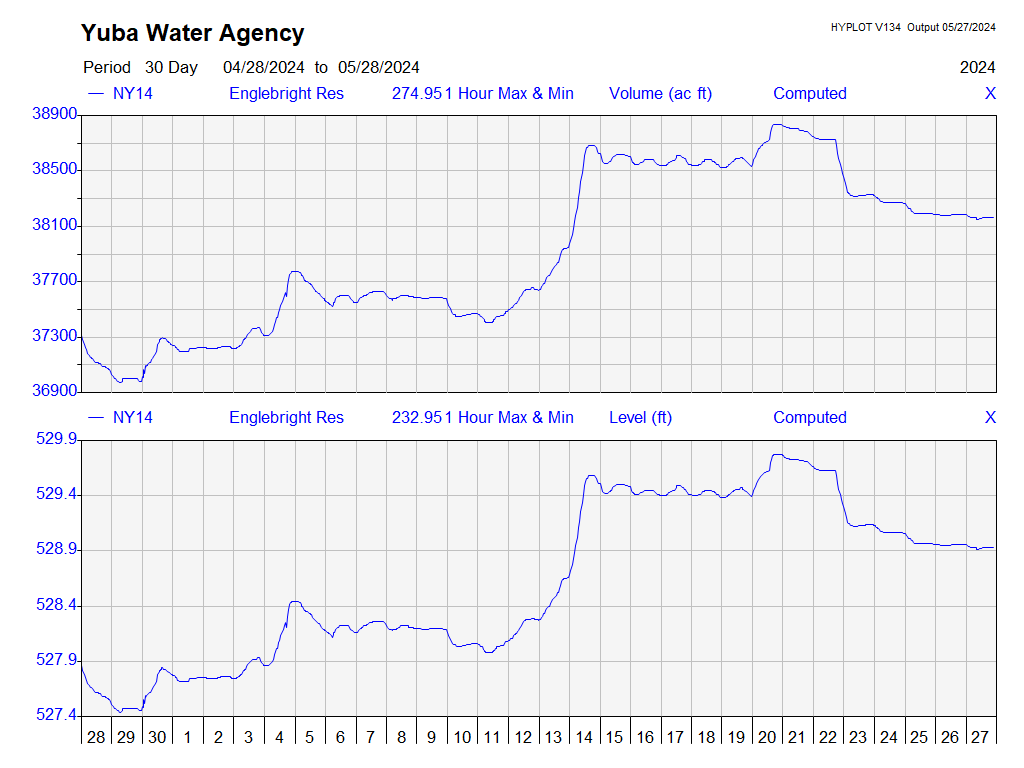 Yuba Water Agency
HYPLOT V134 Output 05/27/2024
Period 30 Day 04/28/2024 to 05/28/2024 2024
NY14 Englebright Res 274.951 Hour Max & Min Volume (ac ft) Computed X
38900
38500
38100
37700
37300
36900
NY14 Englebright Res 232.951 Hour Max & Min Level (ft) Computed X
529.9
529.4
528.9
528.4
527.9
527.4
28 29 30 1 2 3 4 5 6 7 8 9 10 11 12 13 14 15 16 17 18 19 20 21 22 23 24 25 26 27